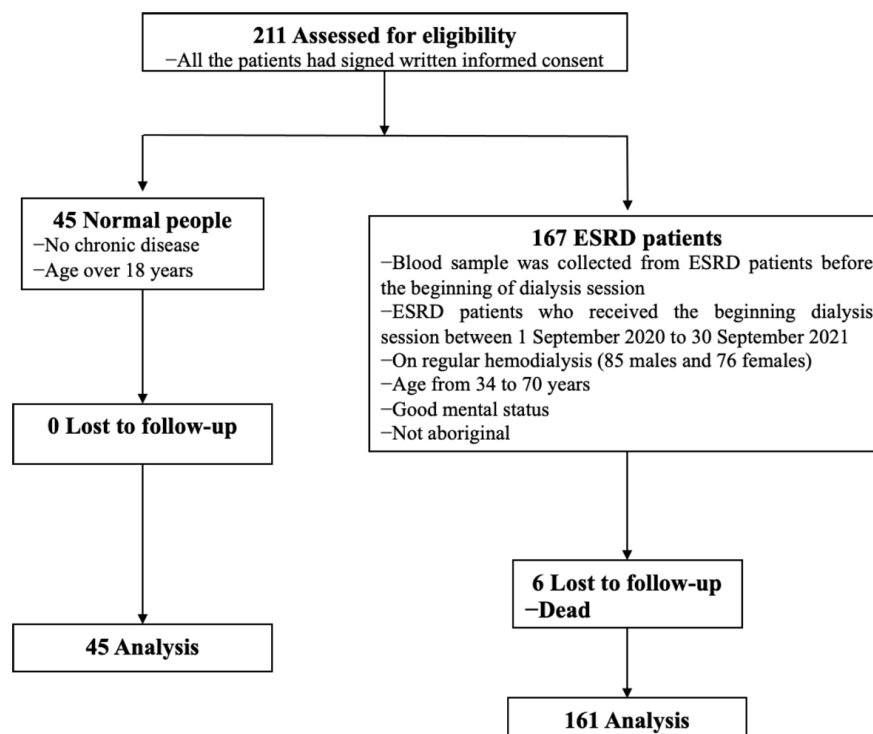 211 Assessed for eligibility
−All the patients had signed written informed consent
45 Normal people
−No chronic disease
−Age over 18 years
167 ESRD patients
−Blood sample was collected from ESRD patients before
the beginning of dialysis session
−ESRD patients who received the beginning dialysis
session between 1 September 2020 to 30 September 2021
−On regular hemodialysis (85 males and 76 females)
−Age from 34 to 70 years
−Good mental status
−Not aboriginal
0 Lost to follow-up
6 Lost to follow-up
−Dead
45 Analysis
161 Analysis